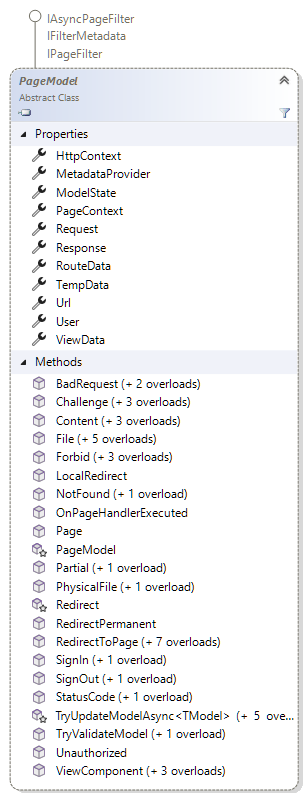 IAsyncPageFilter
IFilterMetadata
IPageFilter
PageModel
Abstract Class
Properties
HttpContext
MetadataProvider
ModelState
PageContext
Request
Response
RouteData
TempData
Url
User
ViewData
Methods
BadRequest (+ 2 overloads)
Challenge (+ 3 overloads)
Content (+ 3 overloads)
File (+ 5 overloads)
Forbid (+ 3 overloads)
LocalRedirect
NotFound (+ 1 overload)
OnPageHandlerExecuted
Page
PageModel
Partial (+ 1 overload)
PhysicalFile (+ 1 overload)
Redirect
RedirectPermanent
RedirectToPage (+ 7 overloads)
SignIn (+ 1 overload)
SignOut (+ 1 overload)
StatusCode (+ 1 overload)
TryUpdateModelAsync<TModel> (+ 5 ove...
TryValidateModel (+ 1 overload)
Unauthorized
ViewComponent (+ 3 overloads)